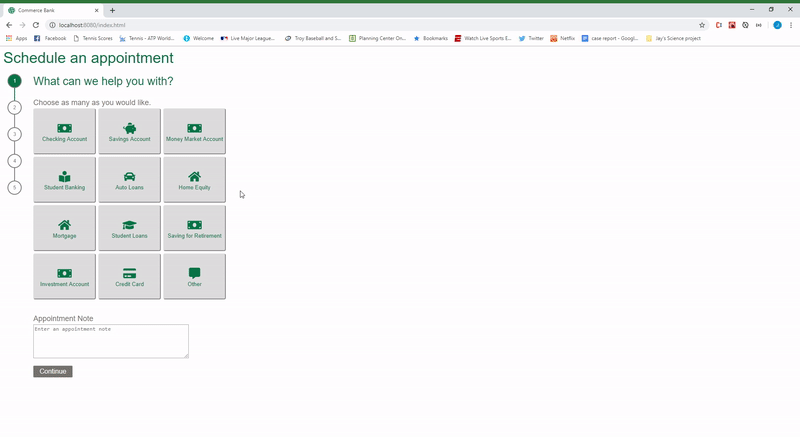 Commerce Bank
localhost:8080/index.html
Apps Facebook Tennis Scores Tennis - ATP World... Welcome Live Major League... Troy Baseball and S... Planning Center On... Bookmarks Watch Live Sports E... Twitter Netflix case report - Googl... Jay's Science project
Schedule an appointment
1 What can we help you with?
2
3
4
5
Choose as many as you would like.
Checking Account Savings Account Money Market Account
Student Banking Auto Loans Home Equity
Mortgage Student Loans Saving for Retirement
Investment Account Credit Card Other
Appointment Note
Enter an appointment note
Continue